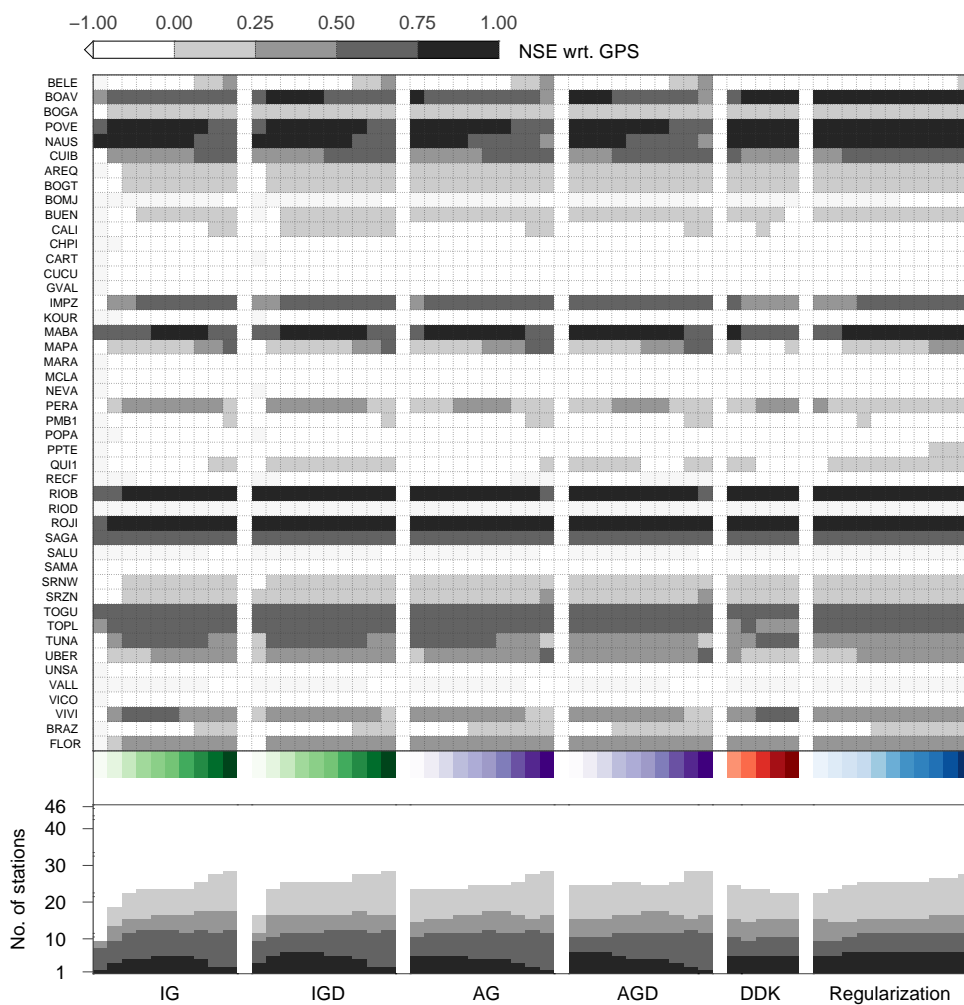 −1.00 0.00 0.25 0.50 0.75 1.00
NSE wrt. GPS
BELE
BOAV
BOGA
POVE
NAUS
CUIB
AREQ
BOGT
BOMJ
BUEN
CALI
CHPI
CART
CUCU
GVAL
IMPZ
KOUR
MABA
MAPA
MARA
MCLA
NEVA
PERA
PMB1
POPA
PPTE
QUI1
RECF
RIOB
RIOD
ROJI
SAGA
SALU
SAMA
SRNW
SRZN
TOGU
TOPL
TUNA
UBER
UNSA
VALL
VICO
VIVI
BRAZ
FLOR
46
40
30
20
10
1
No. of stations
IG IGD AG AGD DDK Regularization